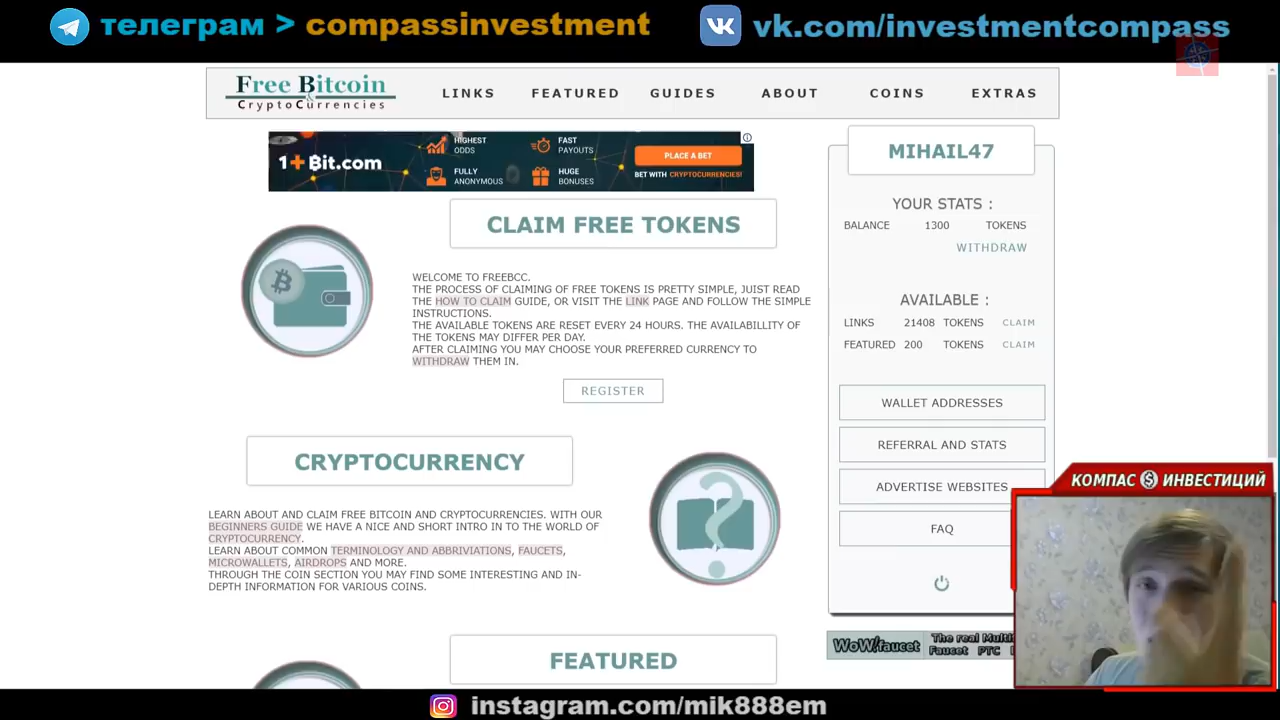 телеграм > compassinvestment
vk.com/investmentcompass
Free Bitcoin
CryptoCurrencies
LINKS FEATURED GUIDES ABOUT COINS EXTRAS
1+Bit.com
HIGHEST ODDS
FAST PAYOUTS
FULLY ANONYMOUS
HUGE BONUSES
PLACE A BET
BET WITH CRYPTOCURRENCIES!
CLAIM FREE TOKENS
WELCOME TO FREEBCC.
THE PROCESS OF CLAIMING OF FREE TOKENS IS PRETTY SIMPLE, JUIST READ
THE HOW TO CLAIM GUIDE, OR VISIT THE LINK PAGE AND FOLLOW THE SIMPLE
INSTRUCTIONS.
THE AVAILABLE TOKENS ARE RESET EVERY 24 HOURS. THE AVAILABILLITY OF
THE TOKENS MAY DIFFER PER DAY.
AFTER CLAIMING YOU MAY CHOOSE YOUR PREFERRED CURRENCY TO
WITHDRAW THEM IN.
REGISTER
CRYPTOCURRENCY
LEARN ABOUT AND CLAIM FREE BITCOIN AND CRYPTOCURRENCIES. WITH OUR
BEGINNERS GUIDE WE HAVE A NICE AND SHORT INTRO IN TO THE WORLD OF
CRYPTOCURRENCY.
LEARN ABOUT COMMON TERMINOLOGY AND ABBRIVIATIONS, FAUCETS,
MICROWALLETS, AIRDROPS AND MORE.
THROUGH THE COIN SECTION YOU MAY FIND SOME INTERESTING AND IN-
DEPTH INFORMATION FOR VARIOUS COINS.
FEATURED
MIHAIL47
YOUR STATS :
BALANCE 1300 TOKENS
WITHDRAW
AVAILABLE :
LINKS 21408 TOKENS CLAIM
FEATURED 200 TOKENS CLAIM
WALLET ADDRESSES
REFERRAL AND STATS
ADVERTISE WEBSITES
FAQ
WoW!faucet
The real Multi
Faucet PTC
КОМПАС $ ИНВЕСТИЦИЙ
instagram.com/mik888em